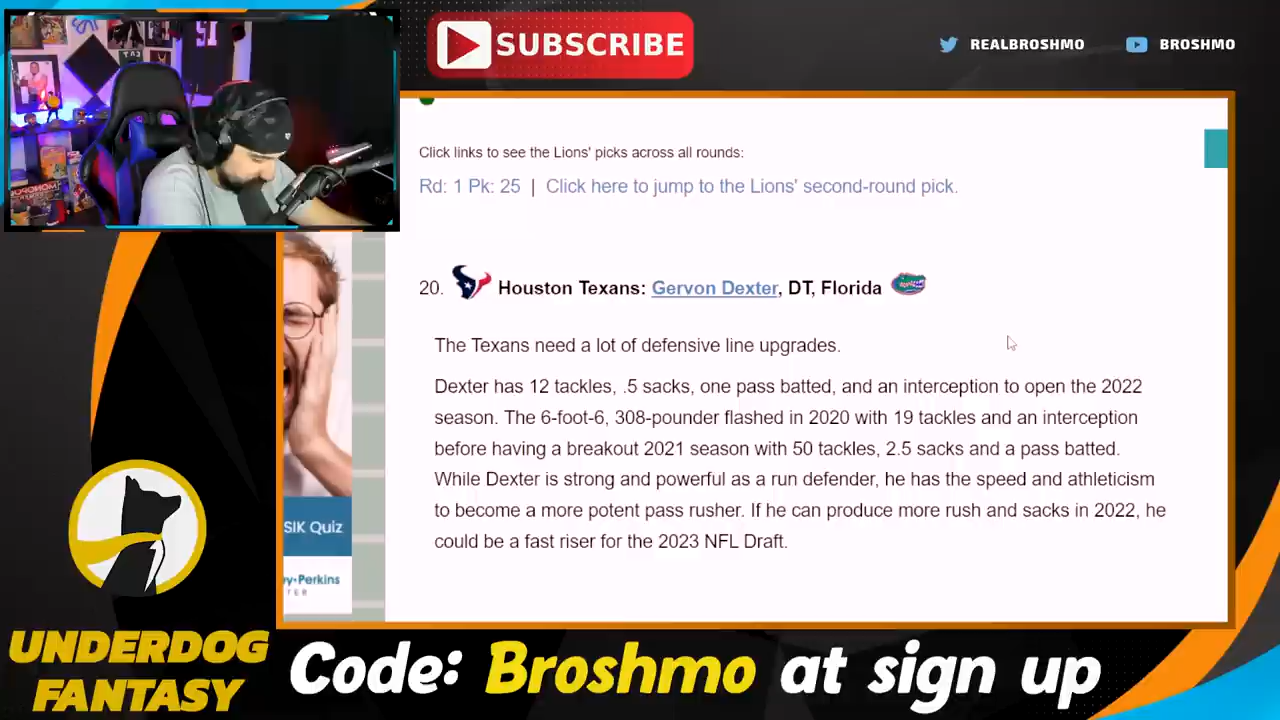 SUBSCRIBE
REALBROSHMO
BROSHMO
Click links to see the Lions' picks across all rounds:
Rd: 1 Pk: 25 | Click here to jump to the Lions' second-round pick.
20. Houston Texans: Gervon Dexter, DT, Florida
The Texans need a lot of defensive line upgrades.
Dexter has 12 tackles, .5 sacks, one pass batted, and an interception to open the 2022
season. The 6-foot-6, 308-pounder flashed in 2020 with 19 tackles and an interception
before having a breakout 2021 season with 50 tackles, 2.5 sacks and a pass batted.
While Dexter is strong and powerful as a run defender, he has the speed and athleticism
to become a more potent pass rusher. If he can produce more rush and sacks in 2022, he
could be a fast riser for the 2023 NFL Draft.
SIK Quiz
y-Perkins
TER
UNDERDOG
FANTASY
Code: Broshmo at sign up